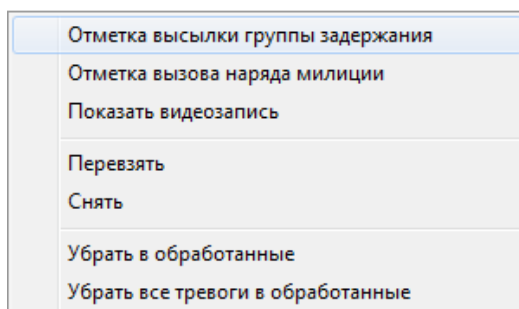 Отметка высылки группы задержания
Отметка вызова наряда милиции
Показать видеозапись
Перевзять
Снять
Убрать в обработанные
Убрать все тревоги в обработанные